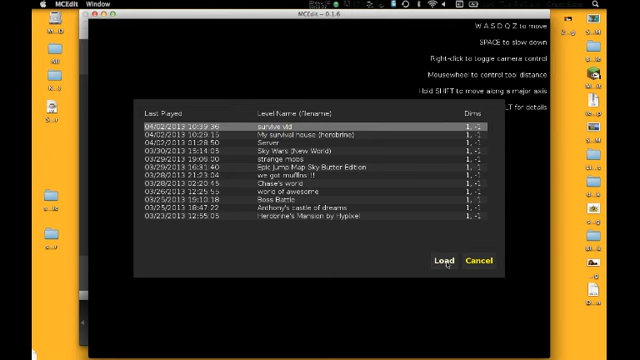 MCEdit Window
MCEdit ~ 0.1.6
W A S D Q Z to move
SPACE to slow down
Right-click to toggle camera control
Mousewheel to control tool distance
Hold SHIFT to move along a major axis
LT for details
Last Played Level Name (filename) Dims
04/02/2013 10:39:36 survive vid 1, -1
04/02/2013 10:29:15 My survival house (herobrine) 1, -1
04/02/2013 01:28:50 Server 1, -1
03/30/2013 15:14:05 Sky Wars (New World) 1, -1
03/29/2013 19:06:00 strange mobs 1, -1
03/29/2013 16:31:40 Epic Jump Map Sky Butter Edition 1, -1
03/28/2013 21:23:04 we got muffins !! 1, -1
03/28/2013 02:20:45 Chase's world 1, -1
03/26/2013 12:25:55 world of awesome 1, -1
03/25/2013 19:10:18 Boss Battle 1, -1
03/25/2013 18:47:22 Anthony's castle of dreams 1, -1
03/23/2013 12:55:05 Herobrine's Mansion by Hypixel 1, -1
Load Cancel